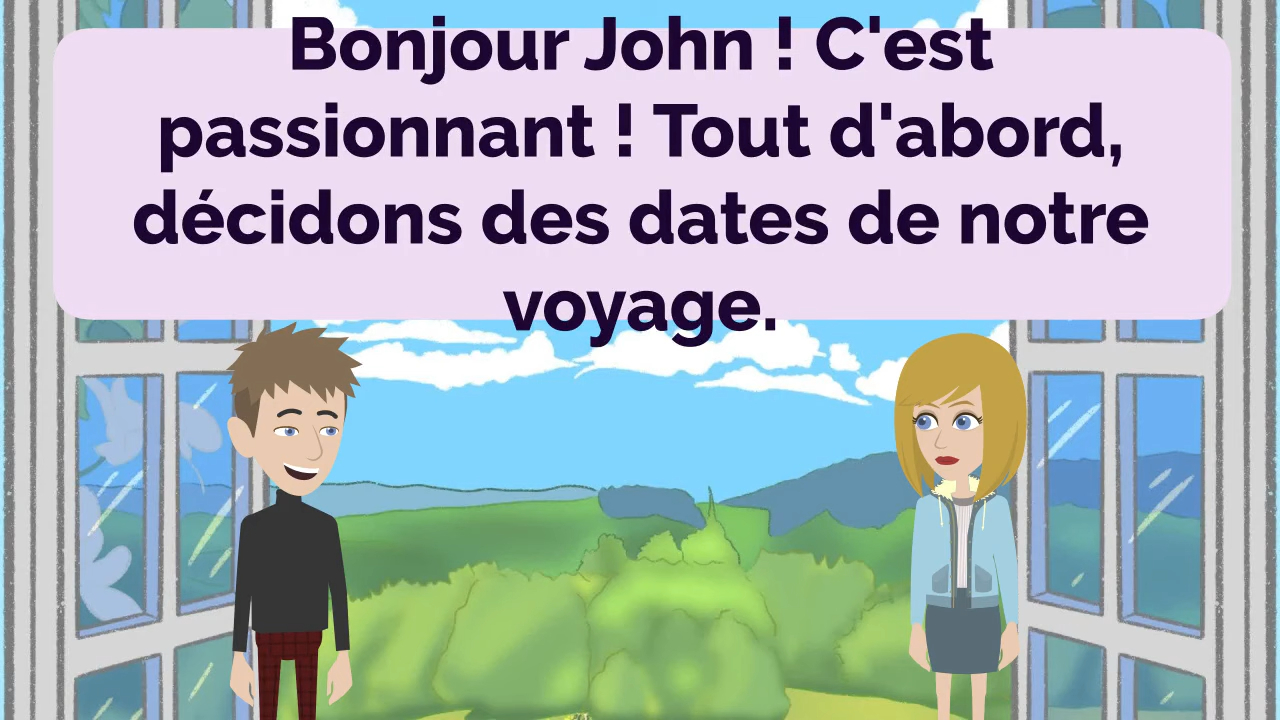 Bonjour John ! C'est
passionnant ! Tout d'abord,
décidons des dates de notre
voyage.